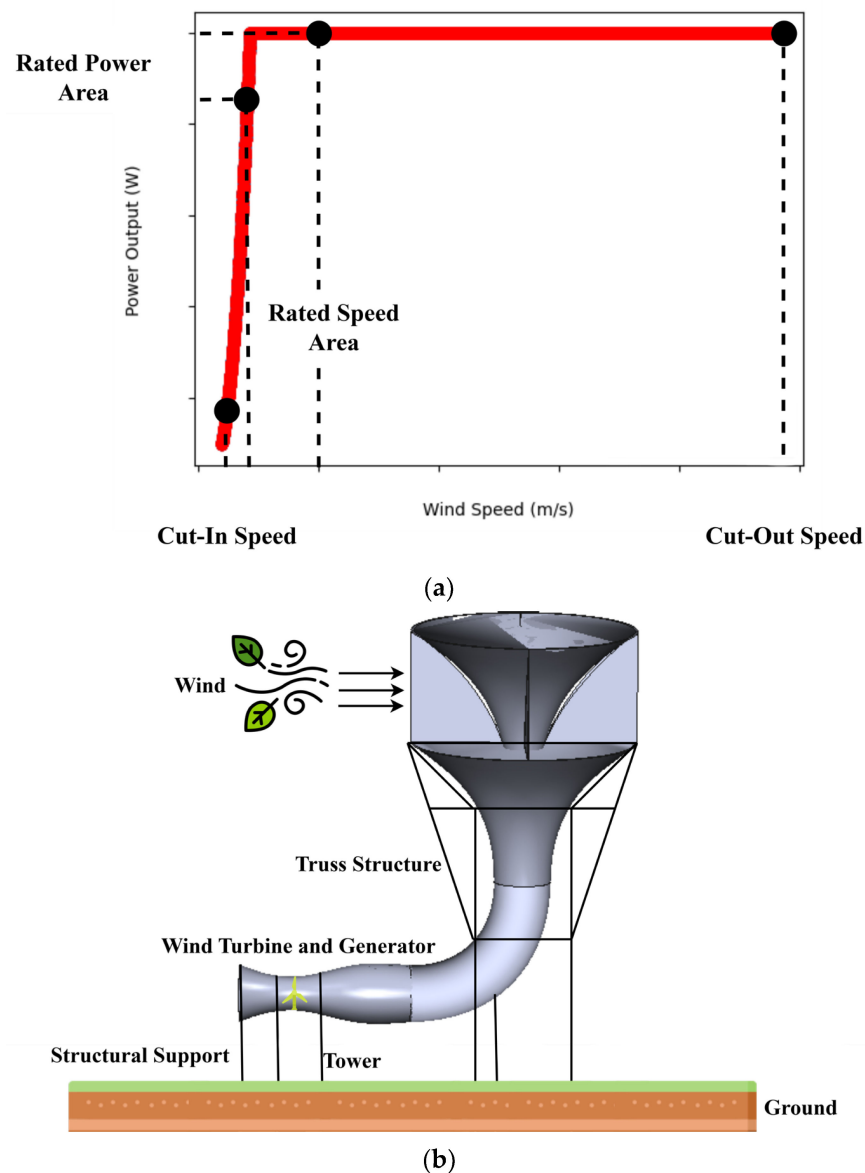 Rated Power
Area
Power Output (W)
Rated Speed
Area
Wind Speed (m/s)
Cut-In Speed
Cut-Out Speed
(a)
Wind
Truss Structure
Wind Turbine and Generator
Structural Support
Tower
Ground
(b)